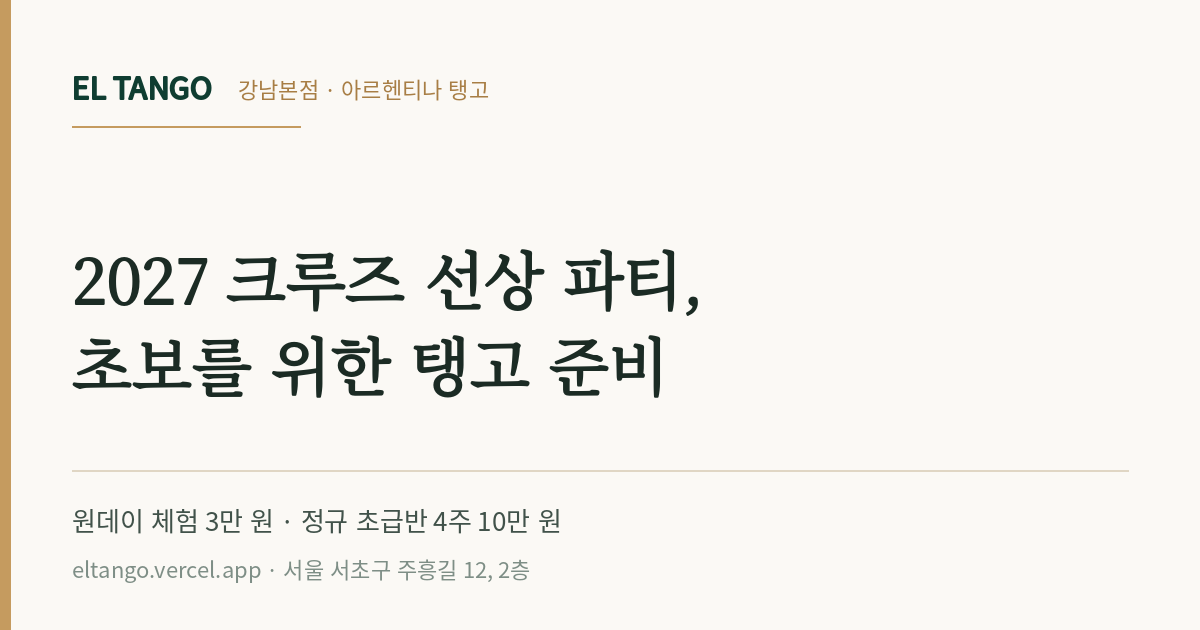 EL TANGO 강남본점 · 아르헨티나 탱고
2027 크루즈 선상 파티,
초보를 위한 탱고 준비
원데이 체험 3만 원 · 정규 초급반 4주 10만 원
eltango.vercel.app · 서울 서초구 주흥길 12, 2층